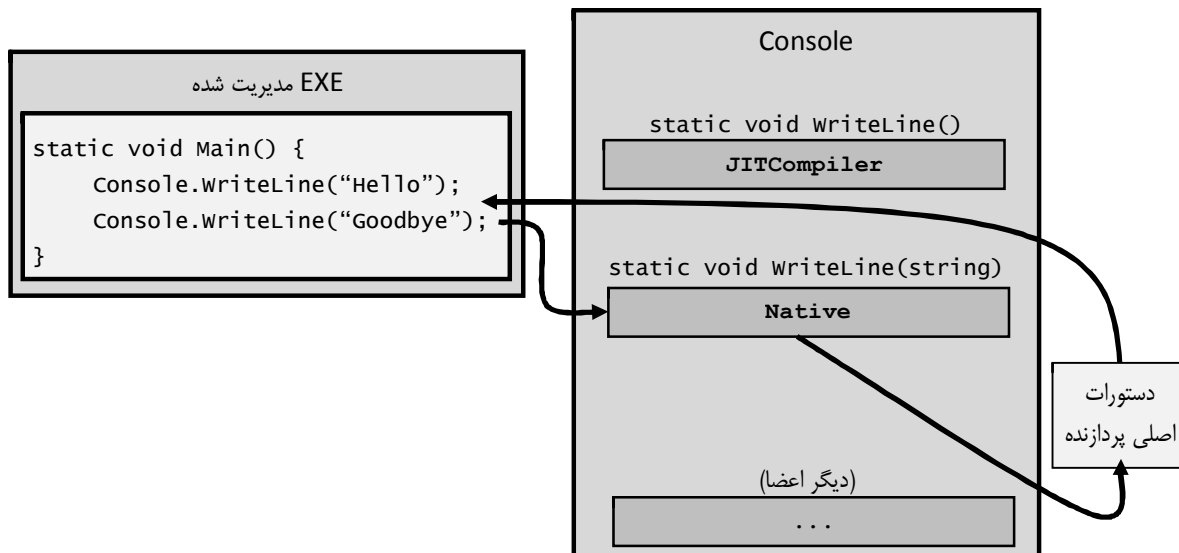 EXE مدیریت شده
static void Main() {
Console.WriteLine(“Hello”);
Console.WriteLine(“Goodbye”);
}
Console
static void WriteLine()
JITCompiler
static void WriteLine(string)
Native
(دیگر اعضا)
...
دستورات
اصلی پردازنده